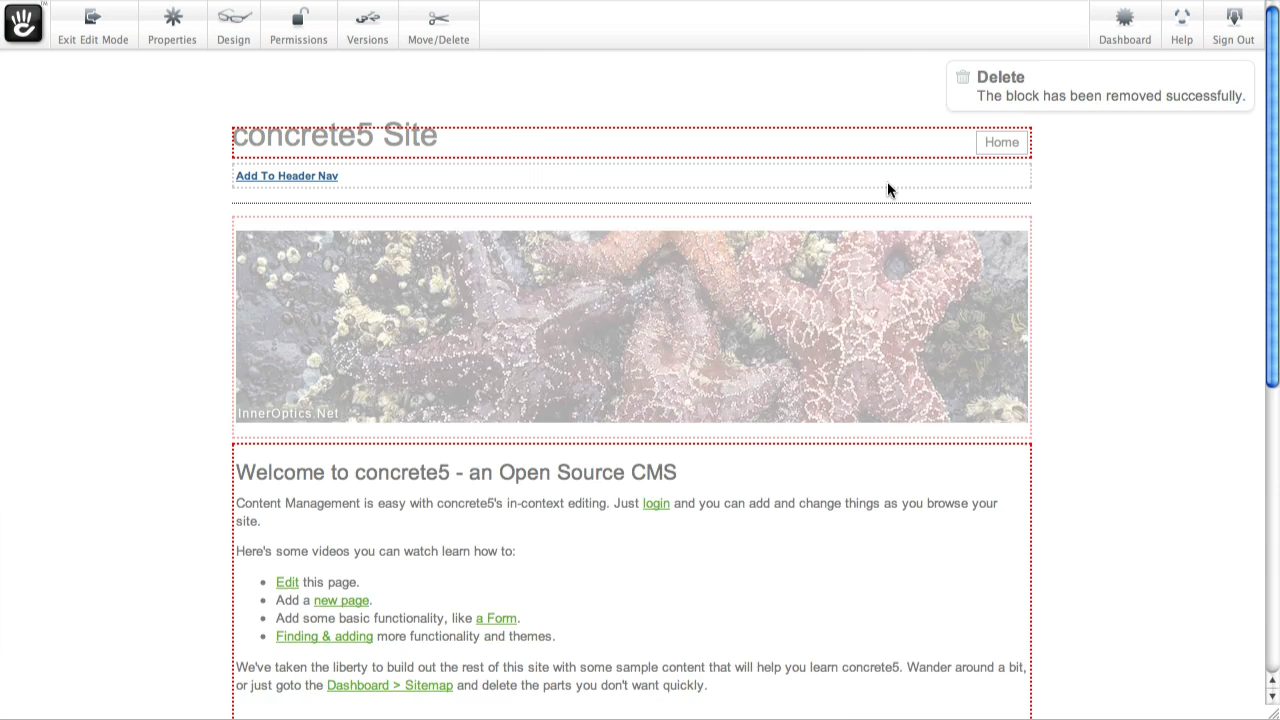 Exit Edit Mode
Properties
Design
Permissions
Versions
Move/Delete
Dashboard
Help
Sign Out
Delete
The block has been removed successfully.
concrete5 Site
Home
Add To Header Nav
InnerOptics.Net
Welcome to concrete5 - an Open Source CMS
Content Management is easy with concrete5's in-context editing. Just login and you can add and change things as you browse your
site.
Here's some videos you can watch learn how to:
Edit this page.
Add a new page.
Add some basic functionality, like a Form.
Finding & adding more functionality and themes.
We've taken the liberty to build out the rest of this site with some sample content that will help you learn concrete5. Wander around a bit,
or just goto the Dashboard > Sitemap and delete the parts you don't want quickly.